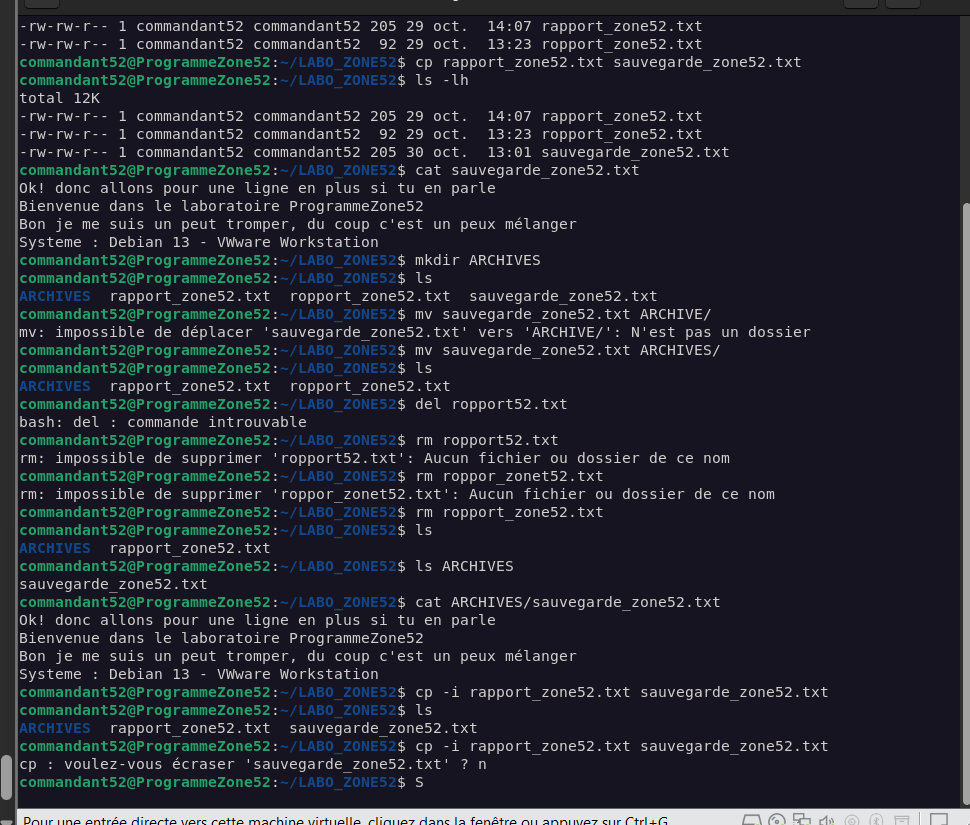 -rw-rw-r-- 1 commandant52 commandant52 205 29 oct.  14:07 rapport_zone52.txt
-rw-rw-r-- 1 commandant52 commandant52  92 29 oct.  13:23 ropport_zone52.txt
commandant52@ProgrammeZone52:~/LABO_ZONE52$ cp rapport_zone52.txt sauvegarde_zone52.txt
commandant52@ProgrammeZone52:~/LABO_ZONE52$ ls -lh
total 12K
-rw-rw-r-- 1 commandant52 commandant52 205 29 oct.  14:07 rapport_zone52.txt
-rw-rw-r-- 1 commandant52 commandant52  92 29 oct.  13:23 ropport_zone52.txt
-rw-rw-r-- 1 commandant52 commandant52 205 30 oct.  13:01 sauvegarde_zone52.txt
commandant52@ProgrammeZone52:~/LABO_ZONE52$ cat sauvegarde_zone52.txt
Ok! donc allons pour une ligne en plus si tu en parle
Bienvenue dans le laboratoire ProgrammeZone52
Bon je me suis un peut tromper, du coup c'est un peux mélanger
Systeme : Debian 13 - VWware Workstation
commandant52@ProgrammeZone52:~/LABO_ZONE52$ mkdir ARCHIVES
commandant52@ProgrammeZone52:~/LABO_ZONE52$ ls
ARCHIVES  rapport_zone52.txt  ropport_zone52.txt  sauvegarde_zone52.txt
commandant52@ProgrammeZone52:~/LABO_ZONE52$ mv sauvegarde_zone52.txt ARCHIVE/
mv: impossible de déplacer 'sauvegarde_zone52.txt' vers 'ARCHIVE/': N'est pas un dossier
commandant52@ProgrammeZone52:~/LABO_ZONE52$ mv sauvegarde_zone52.txt ARCHIVES/
commandant52@ProgrammeZone52:~/LABO_ZONE52$ ls
ARCHIVES  rapport_zone52.txt  ropport_zone52.txt
commandant52@ProgrammeZone52:~/LABO_ZONE52$ del ropport52.txt
bash: del : commande introuvable
commandant52@ProgrammeZone52:~/LABO_ZONE52$ rm ropport52.txt
rm: impossible de supprimer 'ropport52.txt': Aucun fichier ou dossier de ce nom
commandant52@ProgrammeZone52:~/LABO_ZONE52$ rm roppor_zonet52.txt
rm: impossible de supprimer 'roppor_zonet52.txt': Aucun fichier ou dossier de ce nom
commandant52@ProgrammeZone52:~/LABO_ZONE52$ rm ropport_zone52.txt
commandant52@ProgrammeZone52:~/LABO_ZONE52$ ls
ARCHIVES  rapport_zone52.txt
commandant52@ProgrammeZone52:~/LABO_ZONE52$ ls ARCHIVES
sauvegarde_zone52.txt
commandant52@ProgrammeZone52:~/LABO_ZONE52$ cat ARCHIVES/sauvegarde_zone52.txt
Ok! donc allons pour une ligne en plus si tu en parle
Bienvenue dans le laboratoire ProgrammeZone52
Bon je me suis un peut tromper, du coup c'est un peux mélanger
Systeme : Debian 13 - VWware Workstation
commandant52@ProgrammeZone52:~/LABO_ZONE52$ cp -i rapport_zone52.txt sauvegarde_zone52.txt
commandant52@ProgrammeZone52:~/LABO_ZONE52$ ls
ARCHIVES  rapport_zone52.txt  sauvegarde_zone52.txt
commandant52@ProgrammeZone52:~/LABO_ZONE52$ cp -i rapport_zone52.txt sauvegarde_zone52.txt
cp : voulez-vous écraser 'sauvegarde_zone52.txt' ? n
commandant52@ProgrammeZone52:~/LABO_ZONE52$ S
Pour une entrée directe vers cette machine virtuelle, cliquez dans la fenêtre ou appuyez sur Ctrl+G.